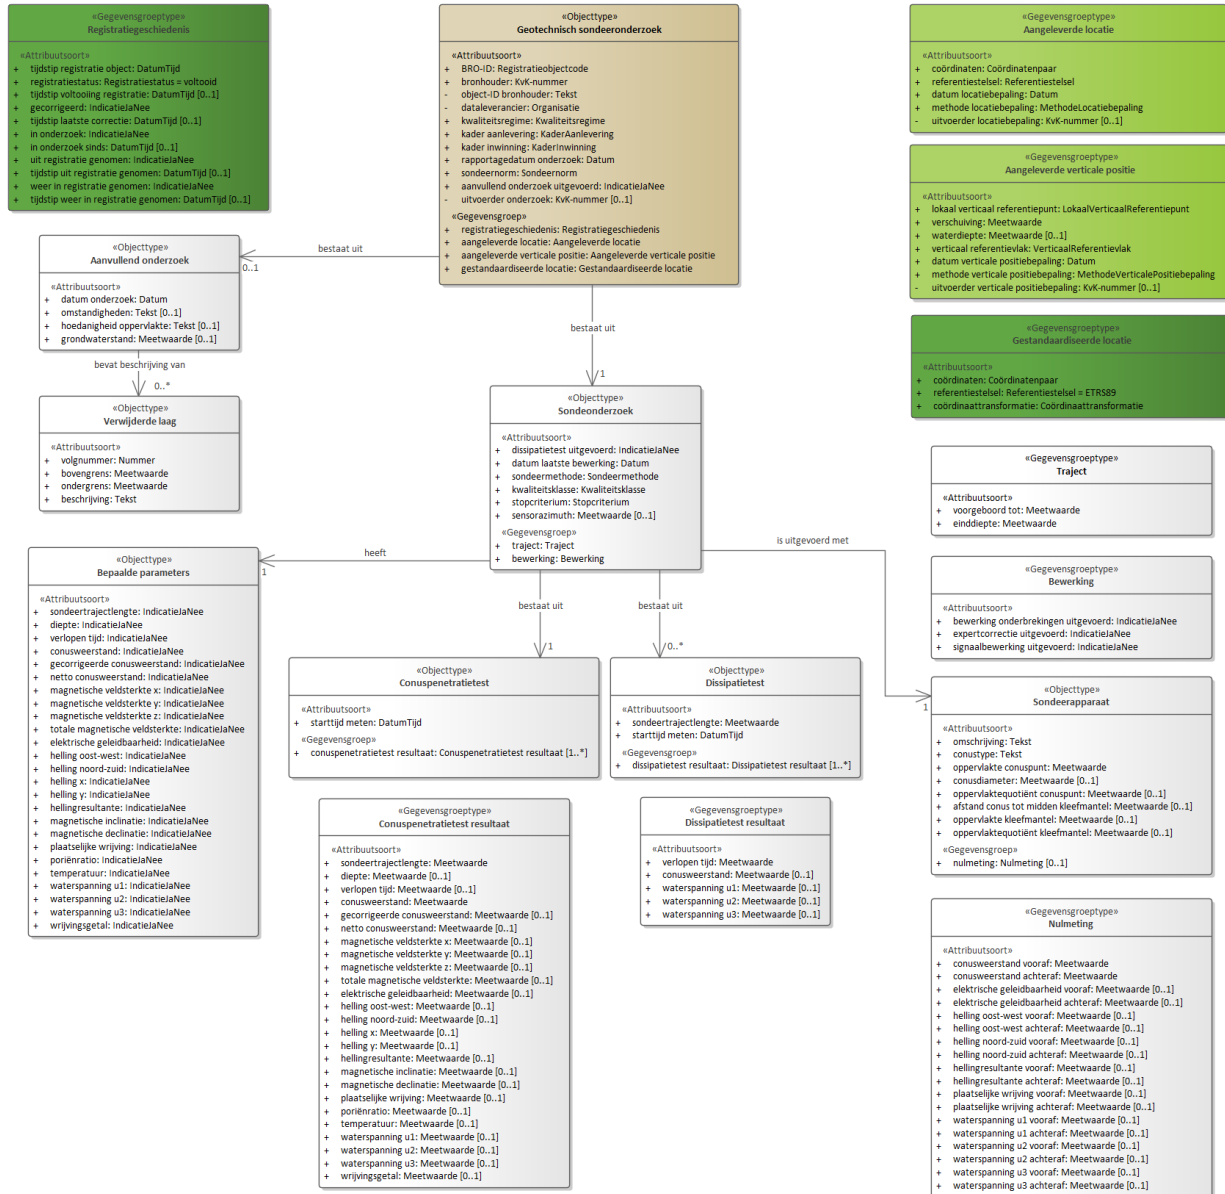 «Gegevensgroeptype»
Registratiegeschiedenis
«Attribuutsoort»
+ tijdstip registratie object: DatumTijd
+ registratiestatus: Registratiestatus = voltooid
+ tijdstip voltooiing registratie: DatumTijd [0..1]
+ gecorrigeerd: IndicatieJaNee
+ tijdstip laatste correctie: DatumTijd [0..1]
+ in onderzoek: IndicatieJaNee
+ in onderzoek sinds: DatumTijd [0..1]
+ uit registratie genomen: IndicatieJaNee
+ tijdstip uit registratie genomen: DatumTijd [0..1]
+ weer in registratie genomen: IndicatieJaNee
+ tijdstip weer in registratie genomen: DatumTijd [0..1]
«Objecttype»
Geotechnisch sondeeronderzoek
«Attribuutsoort»
+ BRO-ID: Registratieobjectcode
+ bronhouder: KvK-nummer
- object-ID bronhouder: Tekst
- dataleverancier: Organisatie
+ kwaliteitsregime: Kwaliteitsregime
+ kader aanlevering: KaderAanlevering
+ kader inwinning: KaderInwinning
+ rapportagedatum onderzoek: Datum
+ sondeernorm: Sondeernorm
+ aanvullend onderzoek uitgevoerd: IndicatieJaNee
- uitvoerder onderzoek: KvK-nummer [0..1]
«Gegevensgroep»
+ registratiegeschiedenis: Registratiegeschiedenis
+ aangeleverde locatie: Aangeleverde locatie
+ aangeleverde verticale positie: Aangeleverde verticale positie
+ gestandaardiseerde locatie: Gestandaardiseerde locatie
«Gegevensgroeptype»
Aangeleverde locatie
«Attribuutsoort»
+ coördinaten: Coördinatenpaar
+ referentiestelsel: Referentiestelsel
+ datum locatiebepaling: Datum
+ methode locatiebepaling: MethodeLocatiebepaling
- uitvoerder locatiebepaling: KvK-nummer [0..1]
«Gegevensgroeptype»
Aangeleverde verticale positie
«Attribuutsoort»
+ lokaal verticaal referentiepunt: LokaalVerticaalReferentiepunt
+ verschuiving: Meetwaarde
+ waterdiepte: Meetwaarde [0..1]
+ verticaal referentievlak: VerticaalReferentievlak
+ datum verticale positiebepaling: Datum
+ methode verticale positiebepaling: MethodeVerticalePositiebepaling
- uitvoerder verticale positiebepaling: KvK-nummer [0..1]
«Gegevensgroeptype»
Gestandaardiseerde locatie
«Attribuutsoort»
+ coördinaten: Coördinatenpaar
+ referentiestelsel: Referentiestelsel = ETRS89
+ coördinaattransformatie: Coördinaattransformatie
bestaat uit
0..1
«Objecttype»
Aanvullend onderzoek
«Attribuutsoort»
+ datum onderzoek: Datum
+ omstandigheden: Tekst [0..1]
+ hoedanigheid oppervlakte: Tekst [0..1]
+ grondwaterstand: Meetwaarde [0..1]
bevat beschrijving van
0..*
«Objecttype»
Verwijderde laag
«Attribuutsoort»
+ volgnummer: Nummer
+ bovengrens: Meetwaarde
+ ondergrens: Meetwaarde
+ beschrijving: Tekst
bestaat uit
1
«Objecttype»
Sondeonderzoek
«Attribuutsoort»
+ dissipatietest uitgevoerd: IndicatieJaNee
+ datum laatste bewerking: Datum
+ sondeermethode: Sondeermethode
+ kwaliteitsklasse: Kwaliteitsklasse
+ stopcriterium: Stopcriterium
+ sensorazimuth: Meetwaarde [0..1]
«Gegevensgroep»
+ traject: Traject
+ bewerking: Bewerking
«Gegevensgroeptype»
Traject
«Attribuutsoort»
+ voorgeboord tot: Meetwaarde
+ einddiepte: Meetwaarde
«Gegevensgroeptype»
Bewerking
«Attribuutsoort»
+ bewerking onderbrekingen uitgevoerd: IndicatieJaNee
+ expertcorrectie uitgevoerd: IndicatieJaNee
+ signaalbewerking uitgevoerd: IndicatieJaNee
heeft
1
is uitgevoerd met
1
bestaat uit
1
bestaat uit
0..*
«Objecttype»
Bepaalde parameters
«Attribuutsoort»
+ sondeertrajectlengte: IndicatieJaNee
+ diepte: IndicatieJaNee
+ verlopen tijd: IndicatieJaNee
+ conusweerstand: IndicatieJaNee
+ gecorrigeerde conusweerstand: IndicatieJaNee
+ netto conusweerstand: IndicatieJaNee
+ magnetische veldsterkte x: IndicatieJaNee
+ magnetische veldsterkte y: IndicatieJaNee
+ magnetische veldsterkte z: IndicatieJaNee
+ totale magnetische veldsterkte: IndicatieJaNee
+ elektrische geleidbaarheid: IndicatieJaNee
+ helling oost-west: IndicatieJaNee
+ helling noord-zuid: IndicatieJaNee
+ helling x: IndicatieJaNee
+ helling y: IndicatieJaNee
+ hellingresultante: IndicatieJaNee
+ magnetische inclinatie: IndicatieJaNee
+ magnetische declinatie: IndicatieJaNee
+ plaatselijke wrijving: IndicatieJaNee
+ poriënratio: IndicatieJaNee
+ temperatuur: IndicatieJaNee
+ waterspanning u1: IndicatieJaNee
+ waterspanning u2: IndicatieJaNee
+ waterspanning u3: IndicatieJaNee
+ wrijvingsgetal: IndicatieJaNee
«Objecttype»
Conuspenetratietest
«Attribuutsoort»
+ starttijd meten: DatumTijd
«Gegevensgroep»
+ conuspenetratietest resultaat: Conuspenetratietest resultaat [1..*]
«Objecttype»
Dissipatietest
«Attribuutsoort»
+ sondeertrajectlengte: Meetwaarde
+ starttijd meten: DatumTijd
«Gegevensgroep»
+ dissipatietest resultaat: Dissipatietest resultaat [1..*]
«Objecttype»
Sondeerapparaat
«Attribuutsoort»
+ omschrijving: Tekst
+ conustype: Tekst
+ oppervlakte conuspunt: Meetwaarde
+ conusdiameter: Meetwaarde [0..1]
+ oppervlaktequotiënt conuspunt: Meetwaarde [0..1]
+ afstand conus tot midden kleefmantel: Meetwaarde [0..1]
+ oppervlakte kleefmantel: Meetwaarde [0..1]
+ oppervlaktequotiënt kleefmantel: Meetwaarde [0..1]
«Gegevensgroep»
+ nulmeting: Nulmeting [0..1]
«Gegevensgroeptype»
Conuspenetratietest resultaat
«Attribuutsoort»
+ sondeertrajectlengte: Meetwaarde
+ diepte: Meetwaarde [0..1]
+ verlopen tijd: Meetwaarde [0..1]
+ conusweerstand: Meetwaarde
+ gecorrigeerde conusweerstand: Meetwaarde [0..1]
+ netto conusweerstand: Meetwaarde [0..1]
+ magnetische veldsterkte x: Meetwaarde [0..1]
+ magnetische veldsterkte y: Meetwaarde [0..1]
+ magnetische veldsterkte z: Meetwaarde [0..1]
+ totale magnetische veldsterkte: Meetwaarde [0..1]
+ elektrische geleidbaarheid: Meetwaarde [0..1]
+ helling oost-west: Meetwaarde [0..1]
+ helling noord-zuid: Meetwaarde [0..1]
+ helling x: Meetwaarde [0..1]
+ helling y: Meetwaarde [0..1]
+ hellingresultante: Meetwaarde [0..1]
+ magnetische inclinatie: Meetwaarde [0..1]
+ magnetische declinatie: Meetwaarde [0..1]
+ plaatselijke wrijving: Meetwaarde [0..1]
+ poriënratio: Meetwaarde [0..1]
+ temperatuur: Meetwaarde [0..1]
+ waterspanning u1: Meetwaarde [0..1]
+ waterspanning u2: Meetwaarde [0..1]
+ waterspanning u3: Meetwaarde [0..1]
+ wrijvingsgetal: Meetwaarde [0..1]
«Gegevensgroeptype»
Dissipatietest resultaat
«Attribuutsoort»
+ verlopen tijd: Meetwaarde
+ conusweerstand: Meetwaarde [0..1]
+ waterspanning u1: Meetwaarde [0..1]
+ waterspanning u2: Meetwaarde [0..1]
+ waterspanning u3: Meetwaarde [0..1]
«Gegevensgroeptype»
Nulmeting
«Attribuutsoort»
+ conusweerstand vooraf: Meetwaarde
+ conusweerstand achteraf: Meetwaarde
+ elektrische geleidbaarheid vooraf: Meetwaarde [0..1]
+ elektrische geleidbaarheid achteraf: Meetwaarde [0..1]
+ helling oost-west vooraf: Meetwaarde [0..1]
+ helling oost-west achteraf: Meetwaarde [0..1]
+ helling noord-zuid vooraf: Meetwaarde [0..1]
+ helling noord-zuid achteraf: Meetwaarde [0..1]
+ hellingresultante vooraf: Meetwaarde [0..1]
+ hellingresultante achteraf: Meetwaarde [0..1]
+ plaatselijke wrijving vooraf: Meetwaarde [0..1]
+ plaatselijke wrijving achteraf: Meetwaarde [0..1]
+ waterspanning u1 vooraf: Meetwaarde [0..1]
+ waterspanning u1 achteraf: Meetwaarde [0..1]
+ waterspanning u2 vooraf: Meetwaarde [0..1]
+ waterspanning u2 achteraf: Meetwaarde [0..1]
+ waterspanning u3 vooraf: Meetwaarde [0..1]
+ waterspanning u3 achteraf: Meetwaarde [0..1]